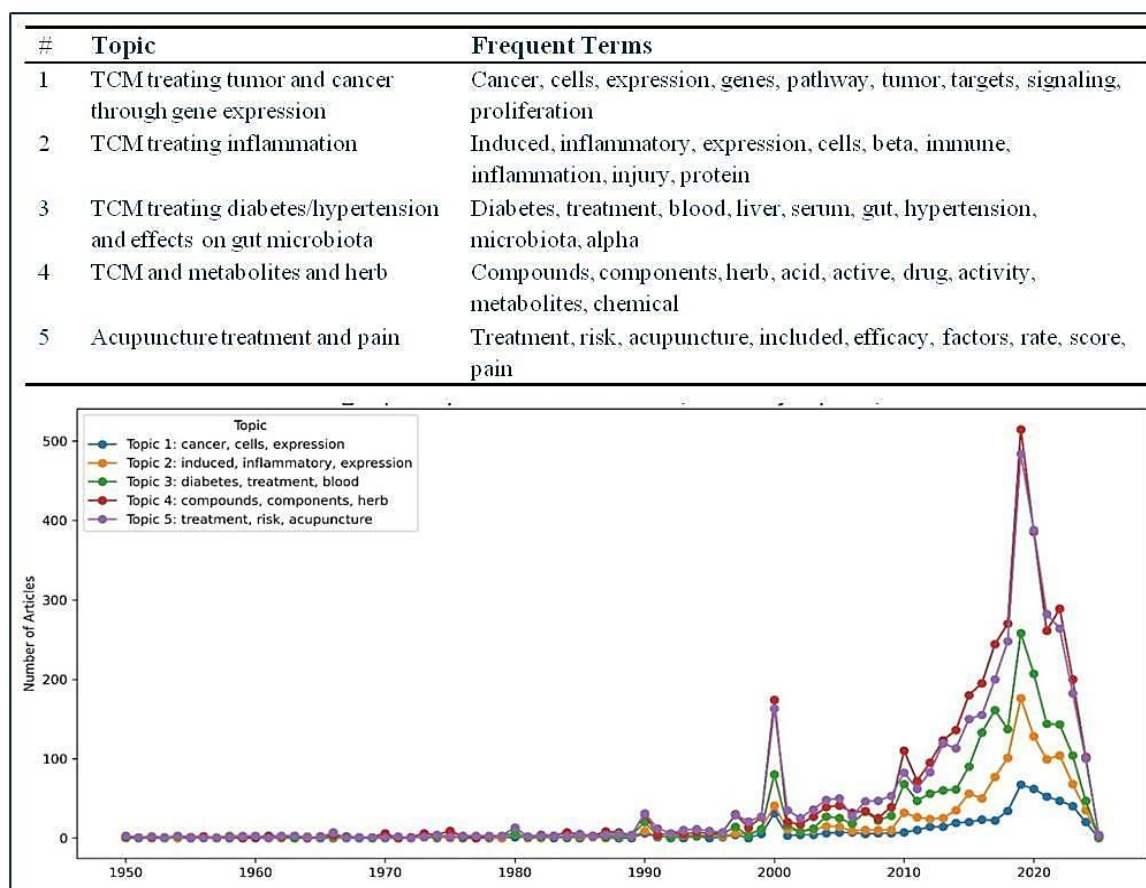 # Topic Frequent Terms
1 TCM treating tumor and cancer through gene expression Cancer, cells, expression, genes, pathway, tumor, targets, signaling, proliferation
2 TCM treating inflammation Induced, inflammatory, expression, cells, beta, immune, inflammation, injury, protein
3 TCM treating diabetes/hypertension and effects on gut microbiota Diabetes, treatment, blood, liver, serum, gut, hypertension, microbiota, alpha
4 TCM and metabolites and herb Compounds, components, herb, acid, active, drug, activity, metabolites, chemical
5 Acupuncture treatment and pain Treatment, risk, acupuncture, included, efficacy, factors, rate, score, pain
Topic
Topic 1: cancer, cells, expression
Topic 2: induced, inflammatory, expression
Topic 3: diabetes, treatment, blood
Topic 4: compounds, components, herb
Topic 5: treatment, risk, acupuncture
Number of Articles
500
400
300
200
100
0
1950 1960 1970 1980 1990 2000 2010 2020